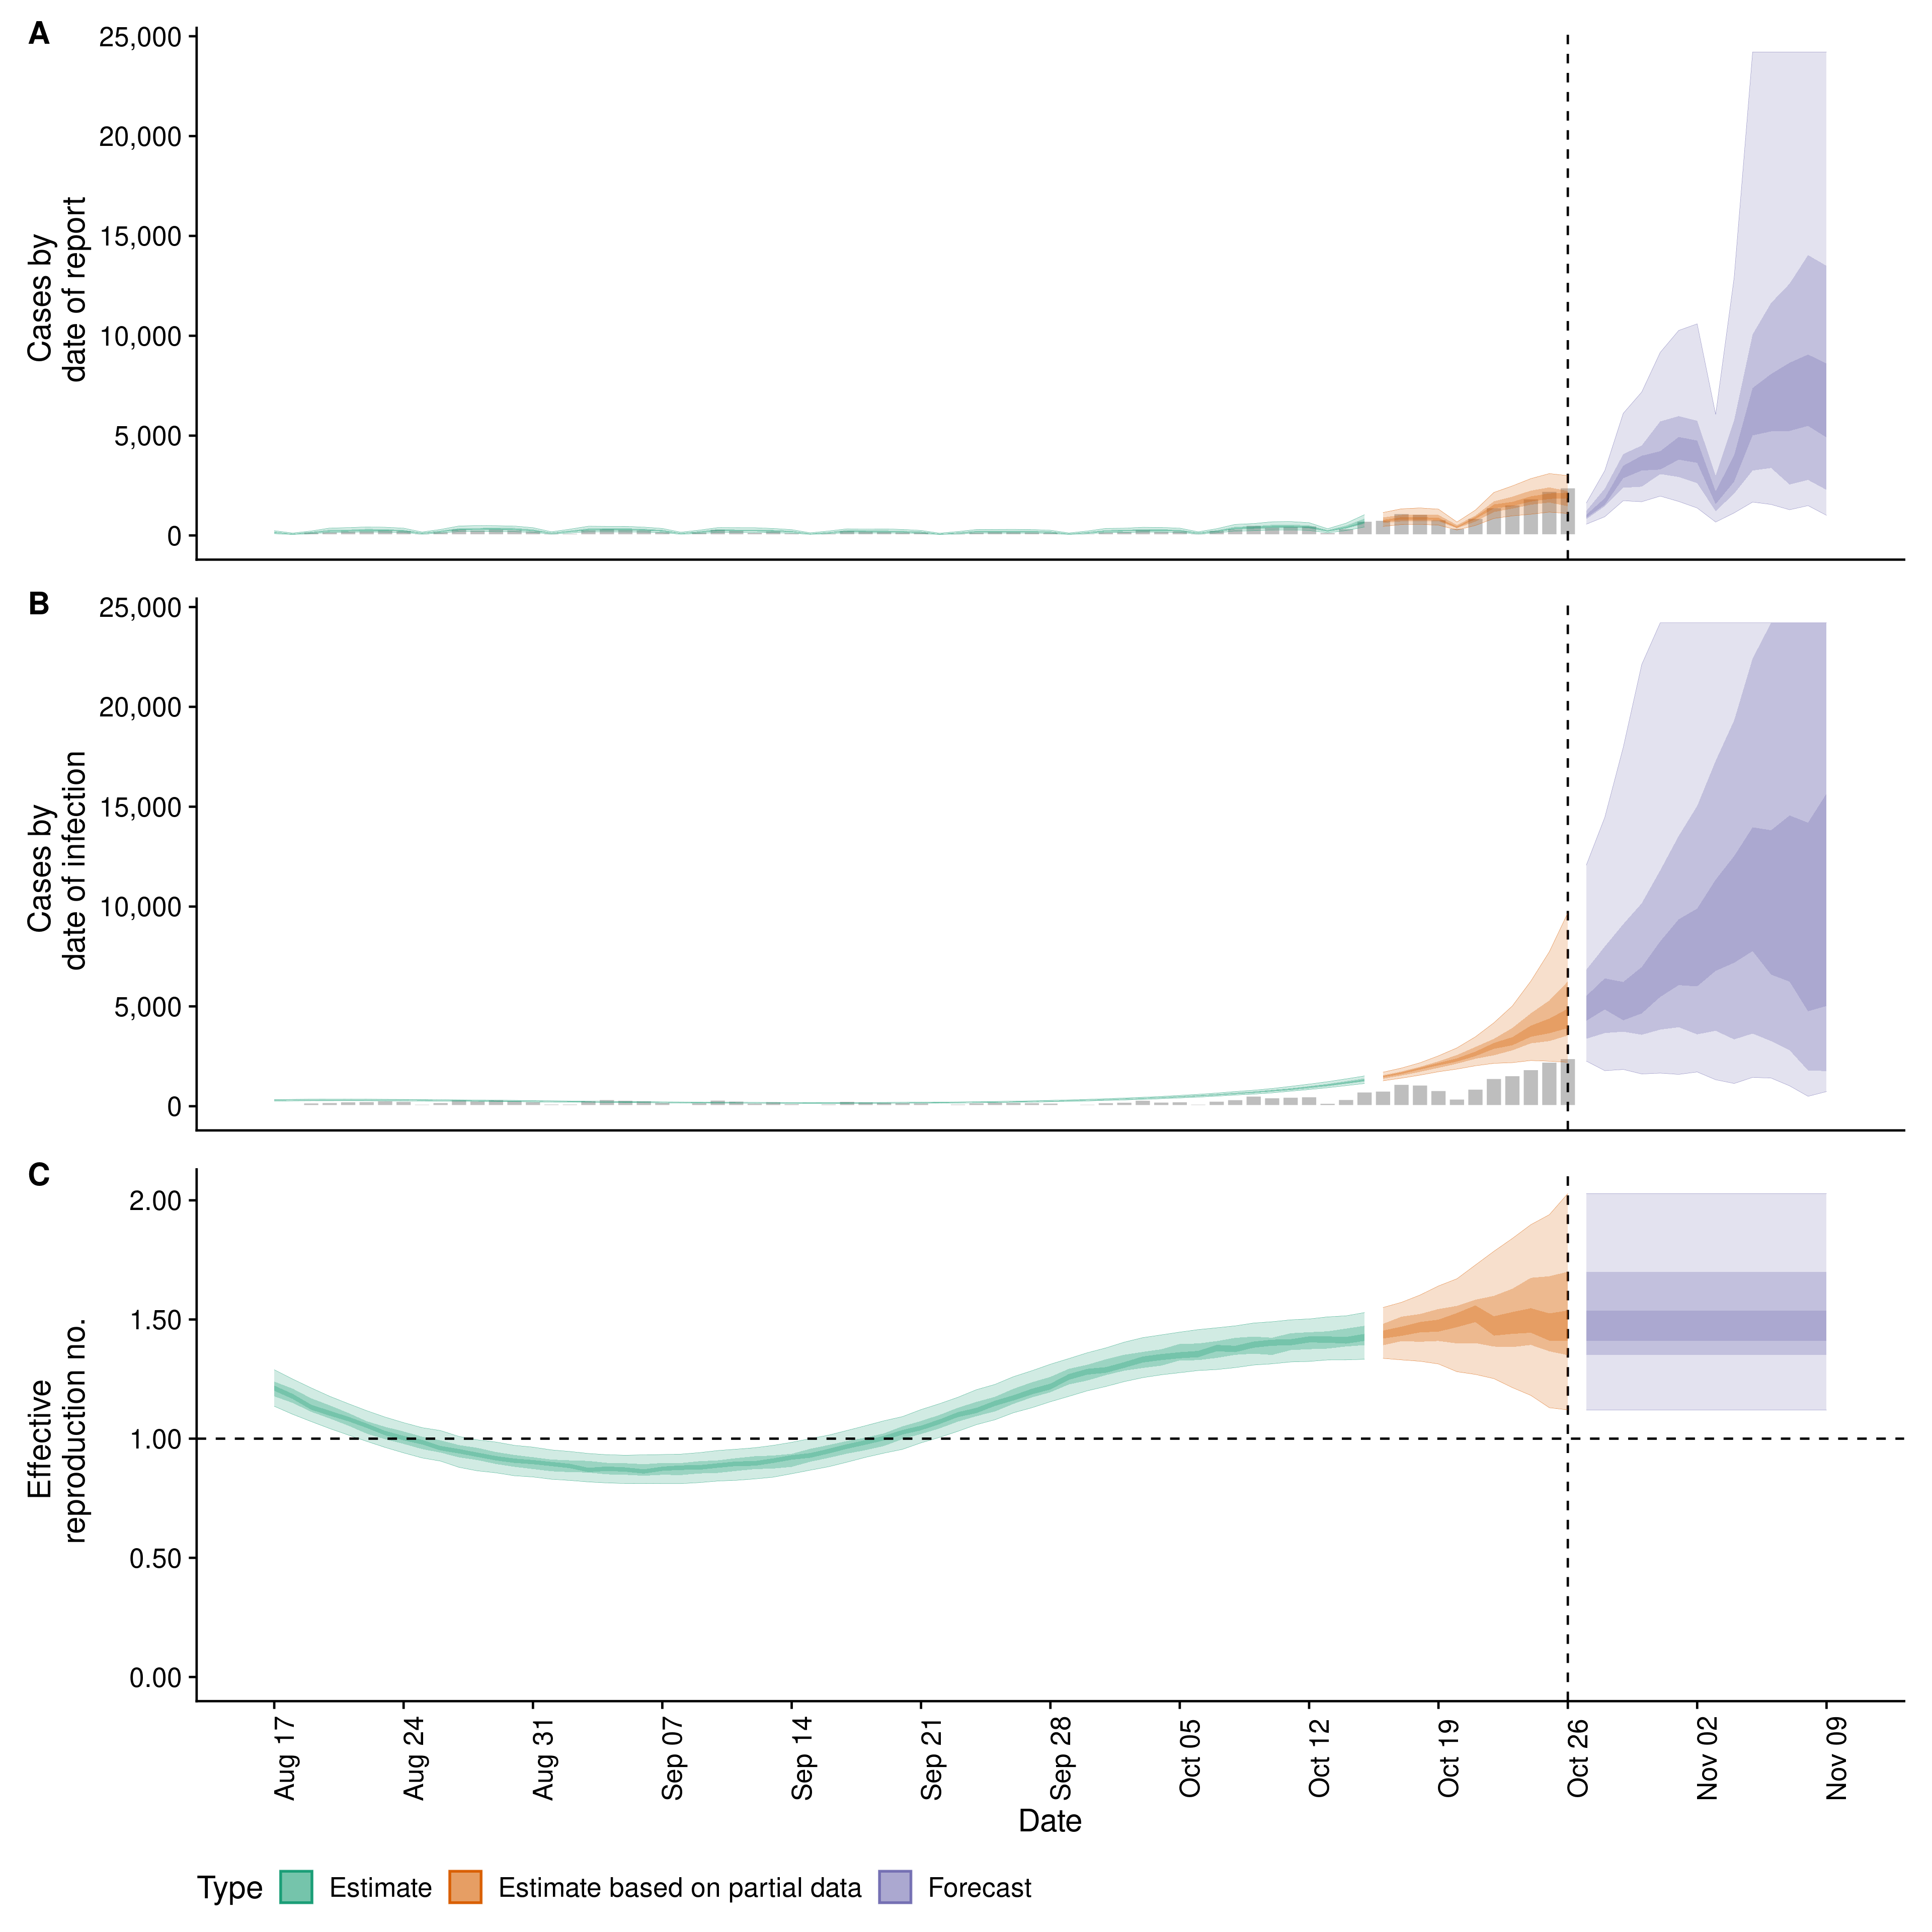 A
25,000
20,000
15,000
10,000
5,000
0
Cases by
date of report
B
25,000
20,000
15,000
10,000
5,000
0
Cases by
date of infection
C
2.00
1.50
1.00
0.50
0.00
Effective
reproduction no.
Aug 17
Aug 24
Aug 31
Sep 07
Sep 14
Sep 21
Sep 28
Oct 05
Oct 12
Oct 19
Oct 26
Nov 02
Nov 09
Date
Type Estimate Estimate based on partial data Forecast